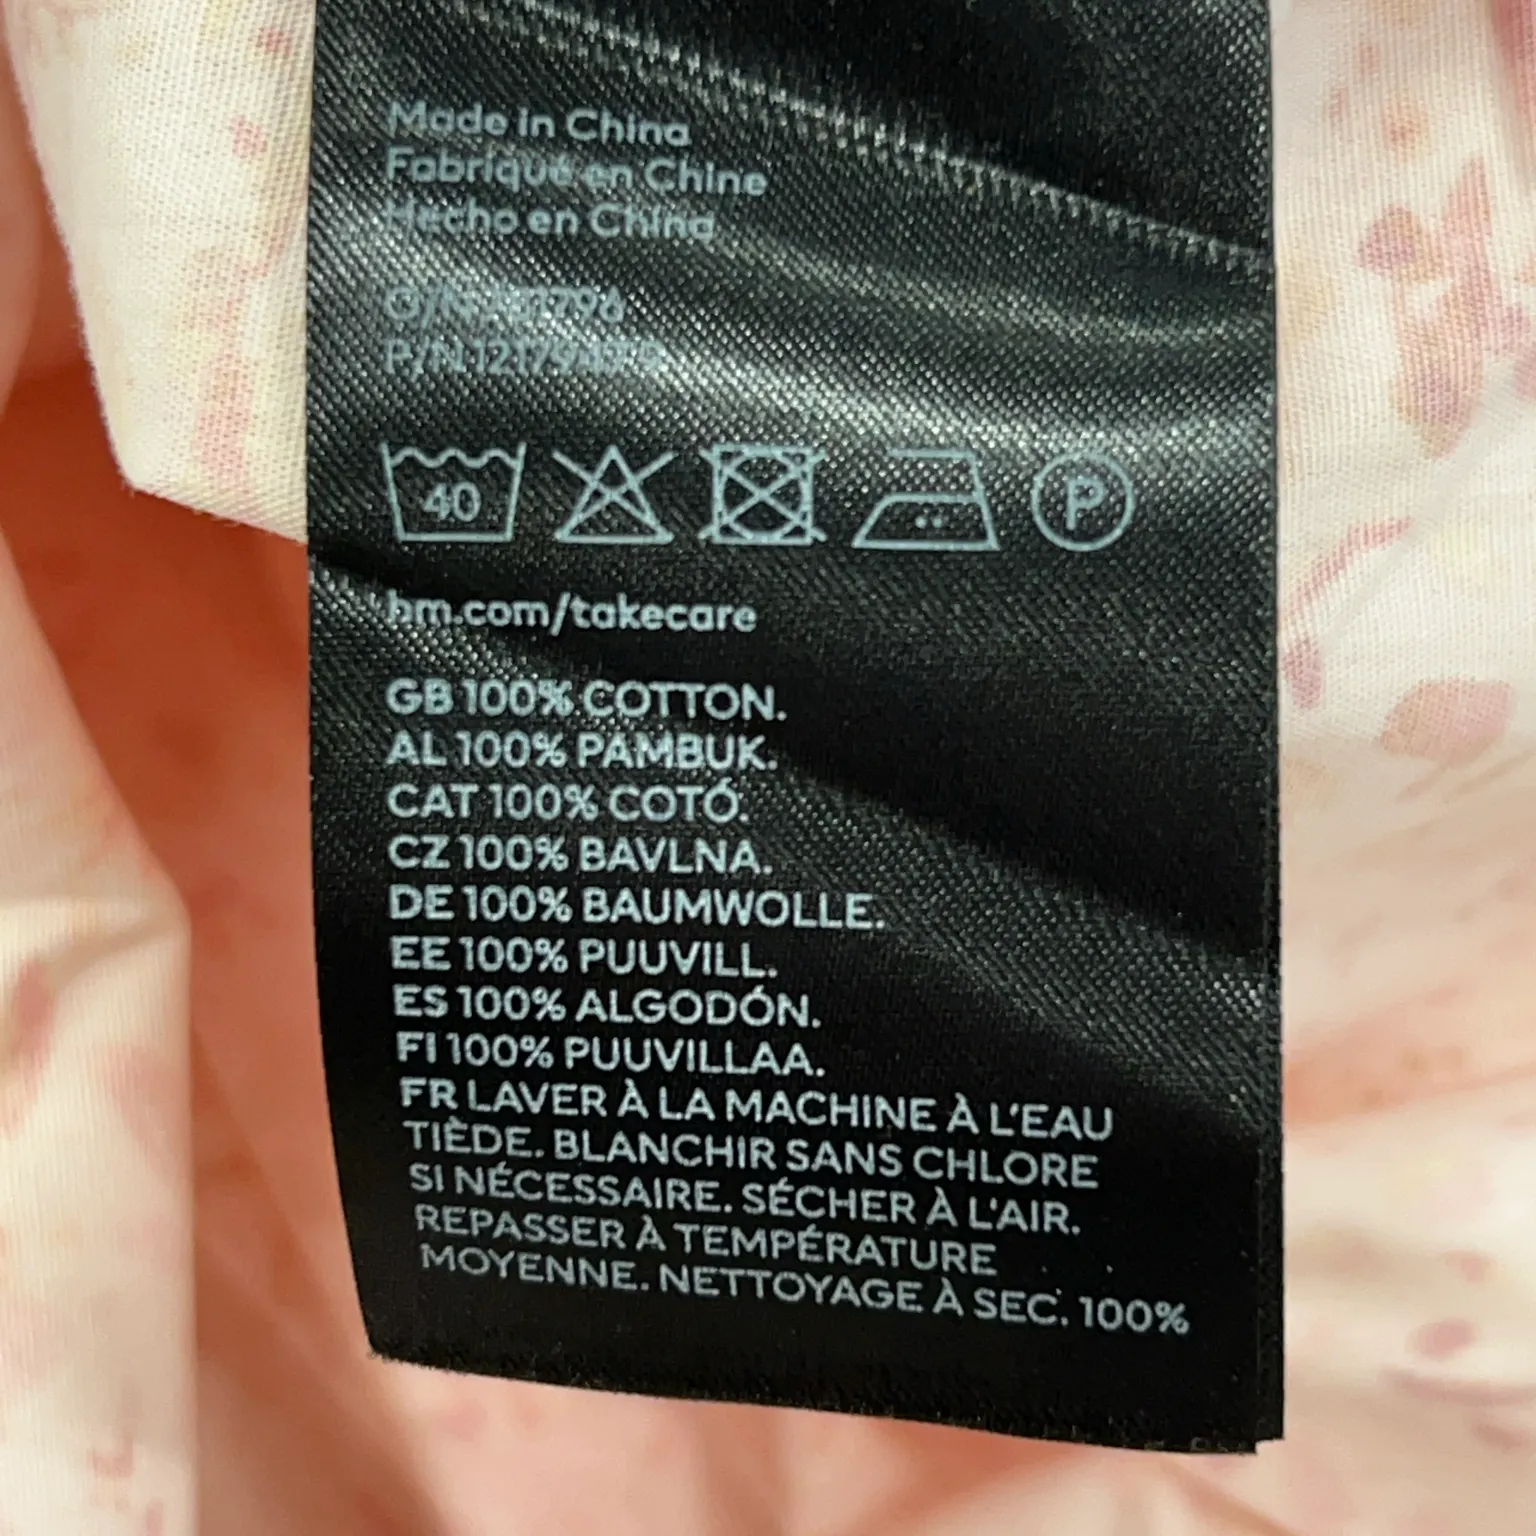 Made in China
Fabriqué en Chine
Hecho en China
40
P
hm.com/takecare
GB 100% COTTON.
AL 100% PAMBUK.
CAT 100% COTÓ.
CZ 100% BAVLNA.
DE 100% BAUMWOLLE.
EE 100% PUUVILL.
ES 100% ALGODÓN.
FI 100% PUUVILLAA.
FR LAVER À LA MACHINE À L'EAU
TIÈDE. BLANCHIR SANS CHLORE
SI NÉCESSAIRE. SÉCHER À L'AIR.
REPASSER À TEMPÉRATURE
MOYENNE. NETTOYAGE À SEC. 100%